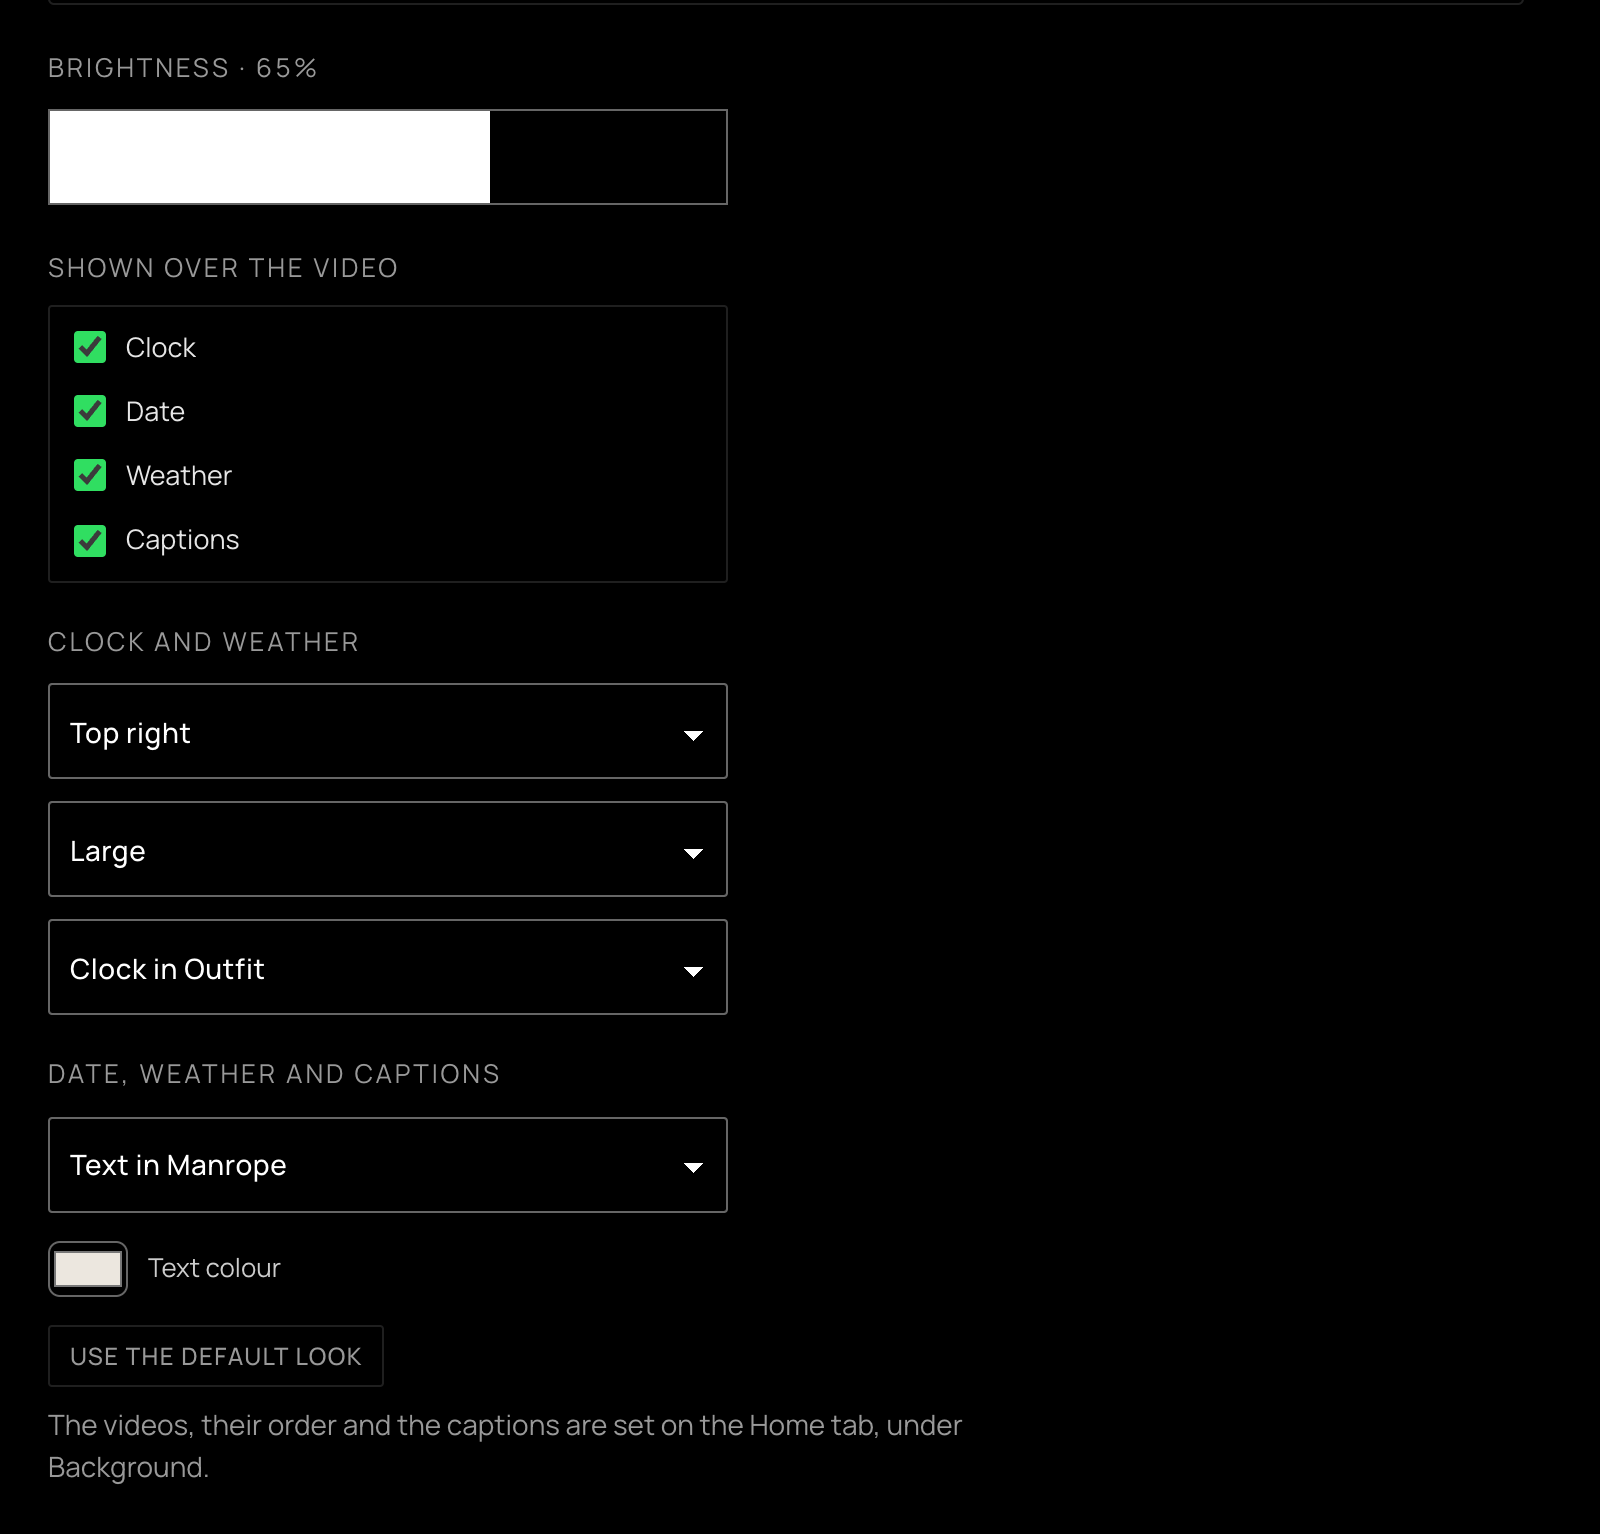 BRIGHTNESS · 65%
SHOWN OVER THE VIDEO
Clock
Date
Weather
Captions
CLOCK AND WEATHER
Top right
Large
Clock in Outfit
DATE, WEATHER AND CAPTIONS
Text in Manrope
Text colour
USE THE DEFAULT LOOK
The videos, their order and the captions are set on the Home tab, under
Background.